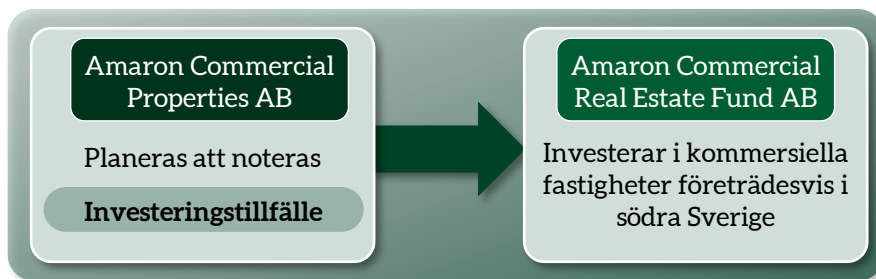 Amaron Commercial
Properties AB
Planeras att noteras
Investeringstillfälle
Amaron Commercial
Real Estate Fund AB
Investerar i kommersiella
fastigheter företrädesvis i
södra Sverige